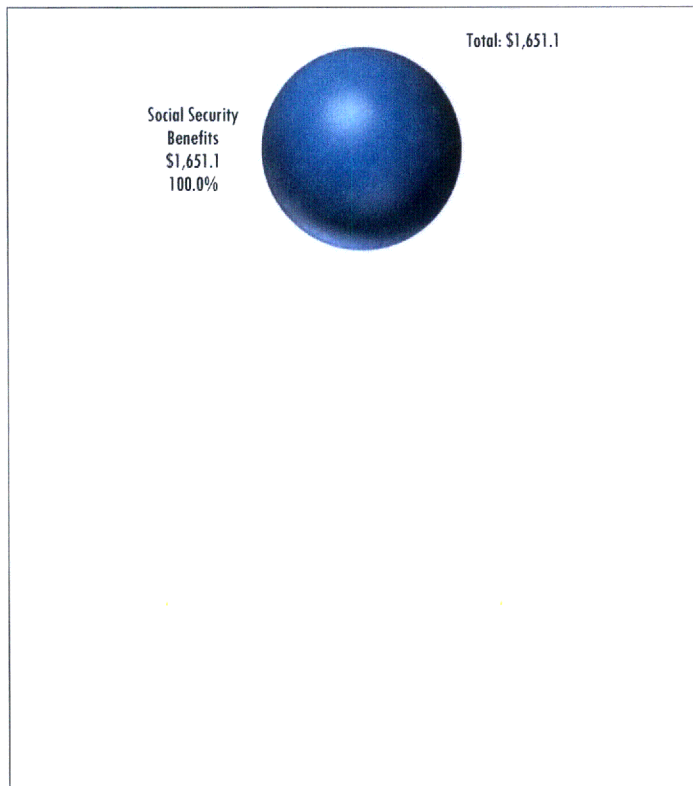 Total: $1,651.1
Social Security
Benefits
$1,651.1
100.0%